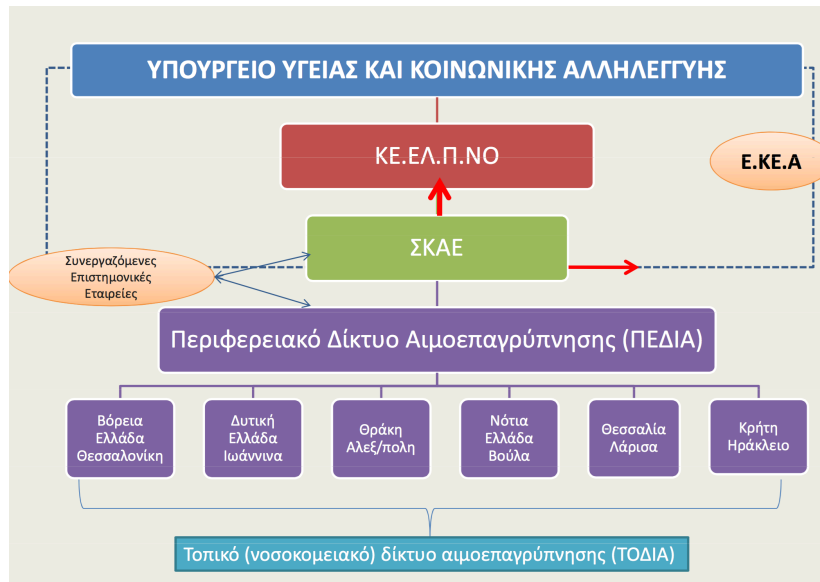 ΥΠΟΥΡΓΕΙΟ ΥΓΕΙΑΣ ΚΑΙ ΚΟΙΝΩΝΙΚΗΣ ΑΛΛΗΛΕΓΓΥΗΣ
ΚΕ.ΕΛ.Π.ΝΟ
Ε.ΚΕ.Α
ΣΚΑΕ
Συνεργαζόμενες
Επιστημονικές
Εταιρείες
Περιφερειακό Δίκτυο Αιμοεπαγρύπνησης (ΠΕΔΙΑ)
Βόρεια
Ελλάδα
Θεσσαλονίκη
Δυτική
Ελλάδα
Ιωάννινα
Θράκη
Αλεξ/πολη
Νότια
Ελλάδα
Βούλα
Θεσσαλία
Λάρισα
Κρήτη
Ηράκλειο
Τοπικό (νοσοκομειακό) δίκτυο αιμοεπαγρύπνησης (ΤΟΔΙΑ)